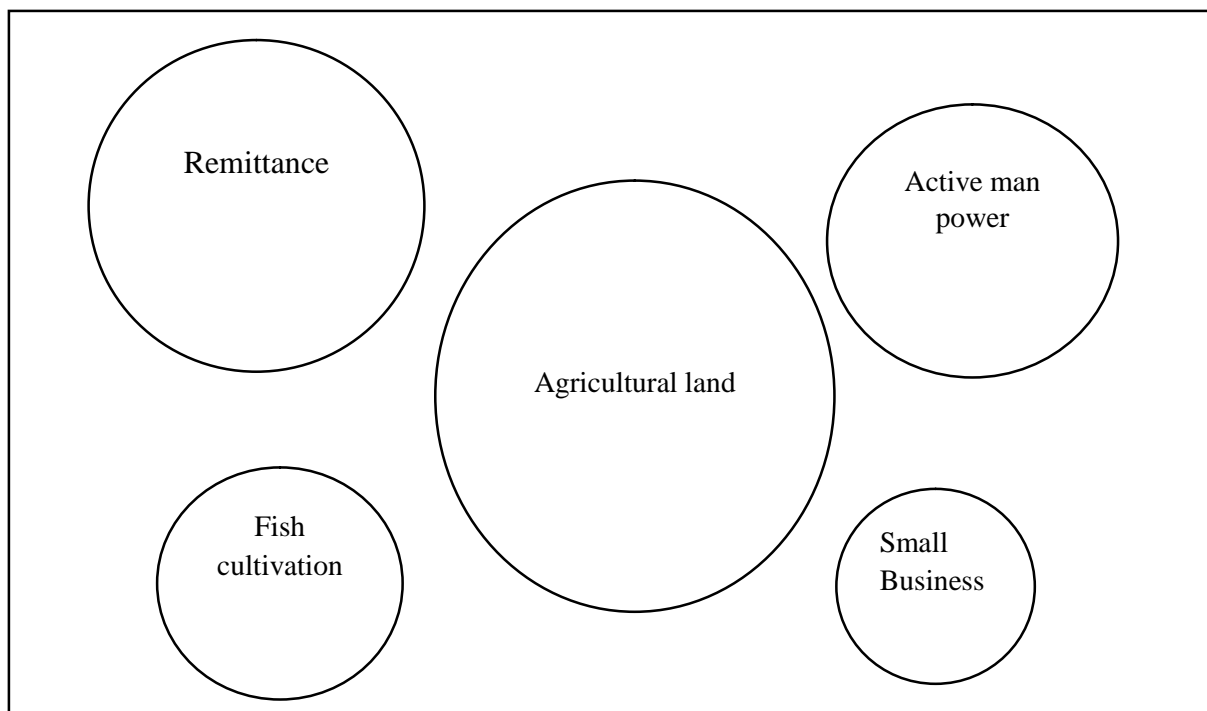 Remittance
Active man
power
Agricultural land
Fish
cultivation
Small
Business